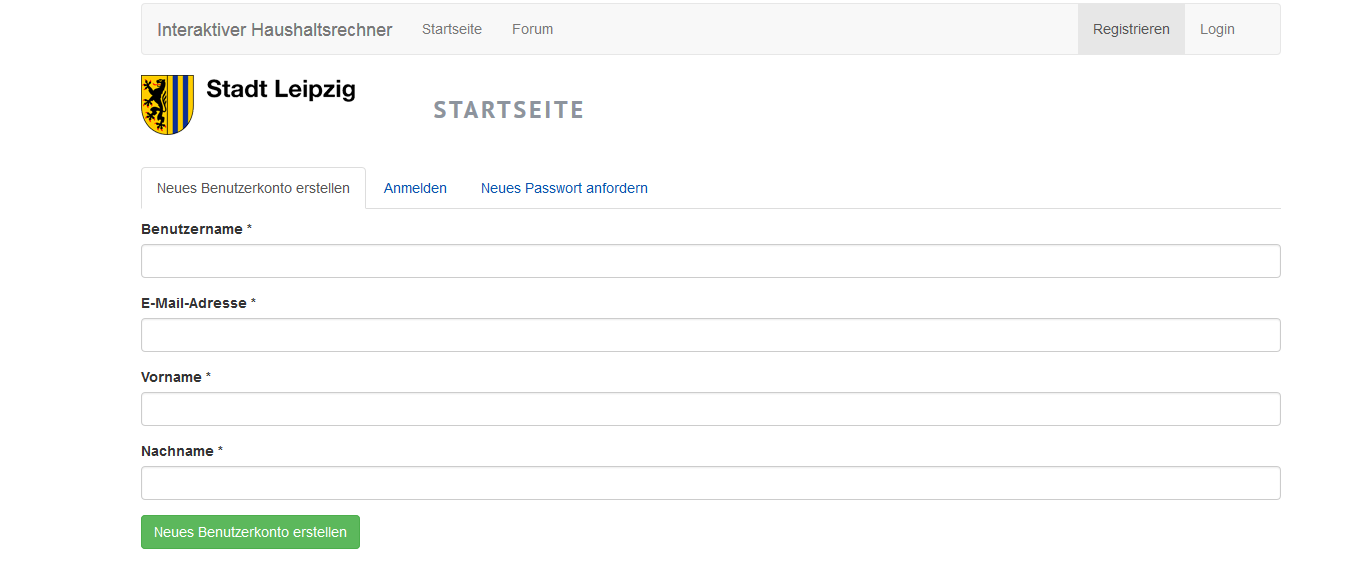 Interaktiver Haushaltsrechner Startseite Forum Registrieren Login
Stadt Leipzig
STARTSEITE
Neues Benutzerkonto erstellen Anmelden Neues Passwort anfordern
Benutzername *
E-Mail-Adresse *
Vorname *
Nachname *
Neues Benutzerkonto erstellen